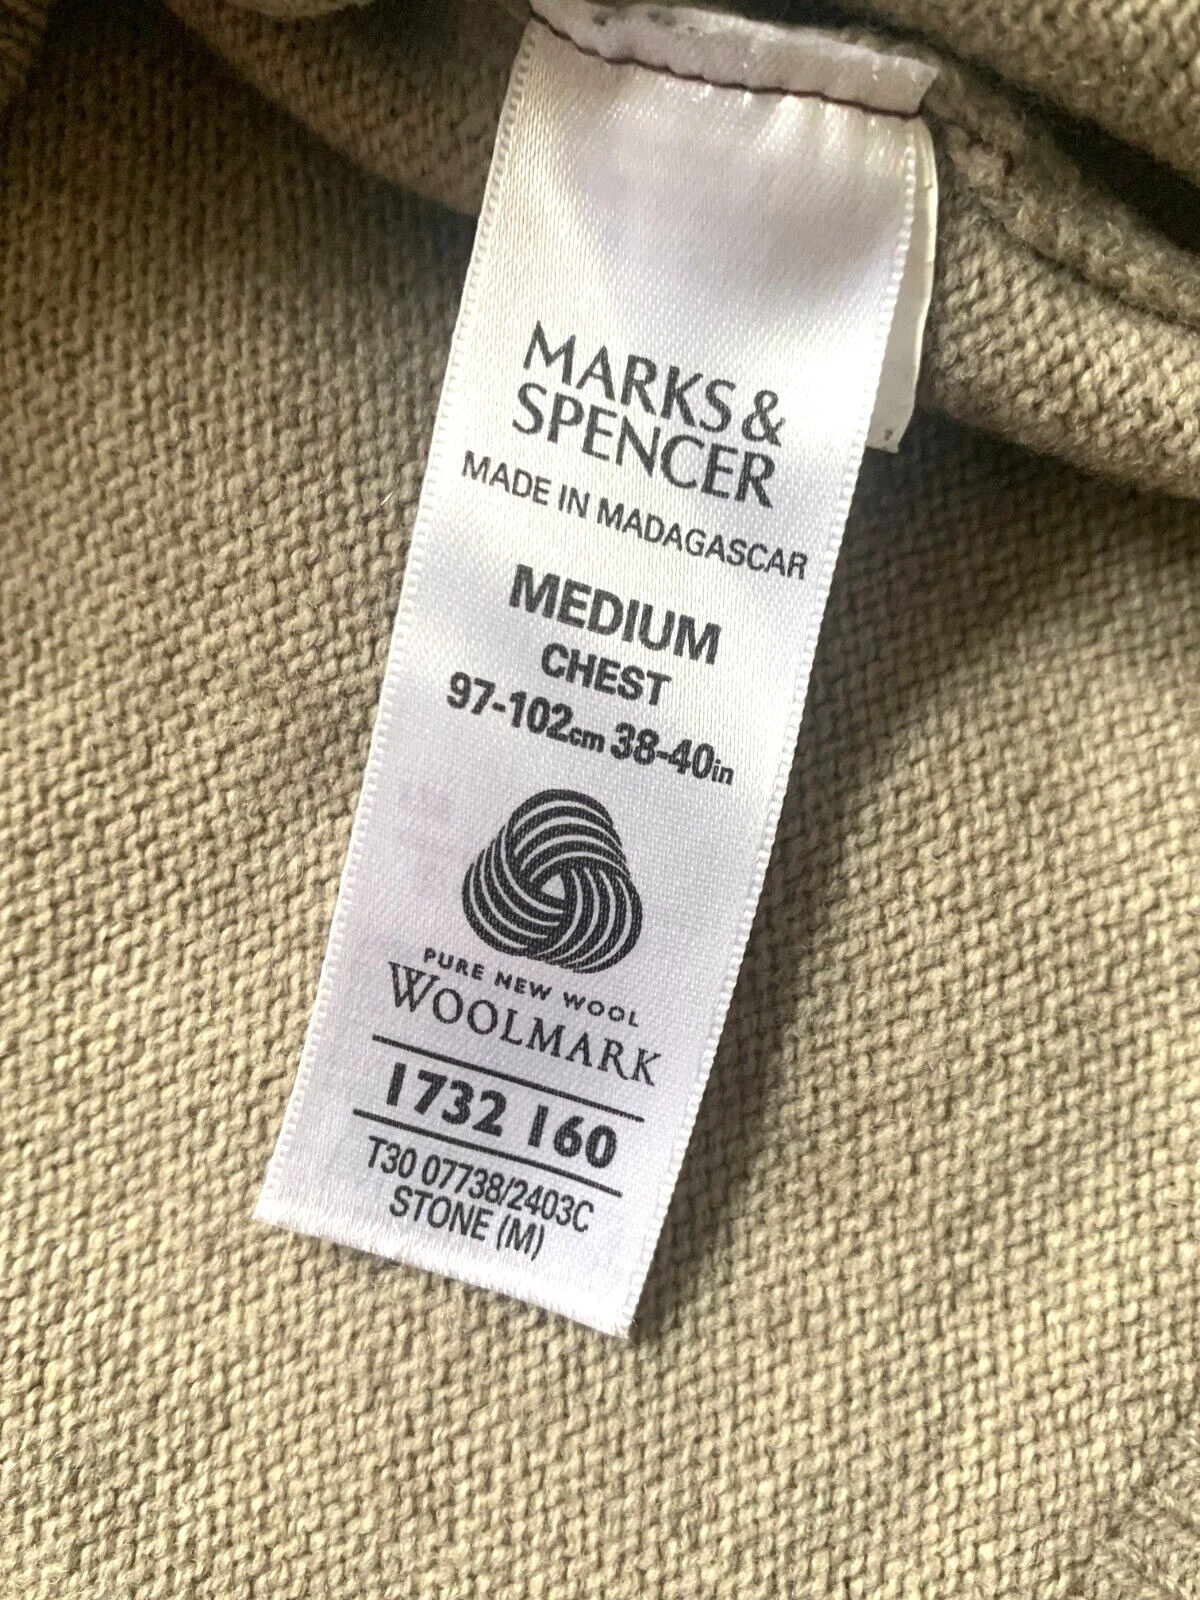 MARKS &
SPENCER
MADE IN MADAGASCAR
MEDIUM
CHEST
97-102cm 38-40in
PURE NEW WOOL
WOOLMARK
1732 160
T30 07738/2403C
STONE (M)